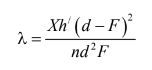 λ = Xh′(d − F)² / nd²F